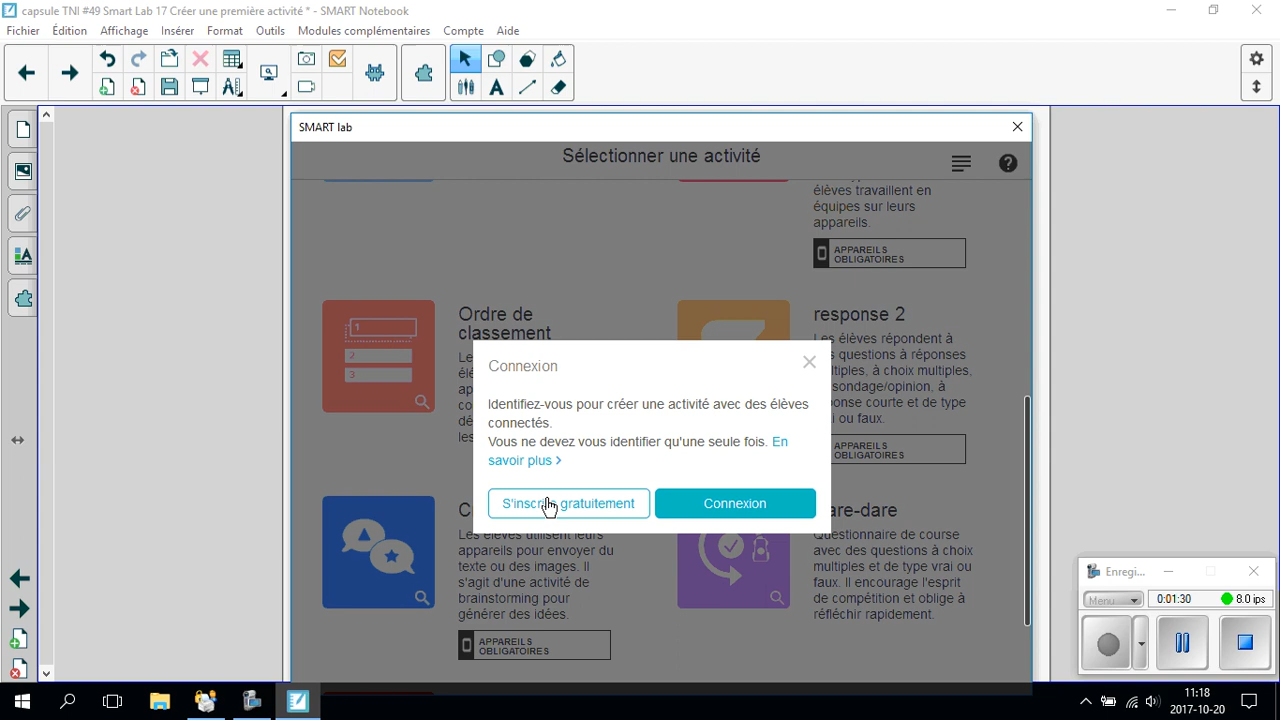 capsule TNI #49 Smart Lab 17 Créer une première activité * - SMART Notebook
Fichier Édition Affichage Insérer Format Outils Modules complémentaires Compte Aide
SMART lab
Sélectionner une activité
élèves travaillent en
équipes sur leurs
appareils.
APPAREILS
OBLIGATOIRES
1
2
3
Ordre de
classement
response 2
Les élèves répondent à
questions à réponses
à choix multiples,
sondage/opinion, à
courte et de type
ou faux.
APPAREILS
OBLIGATOIRES
Connexion
Identifiez-vous pour créer une activité avec des élèves
connectés.
Vous ne devez vous identifier qu'une seule fois. En
savoir plus >
S'inscrire gratuitement
Connexion
Les élèves utilisent leurs
appareils pour envoyer du
texte ou des images. Il
s'agit d'une activité de
brainstorming pour
générer des idées.
APPAREILS
OBLIGATOIRES
are-dare
Questionnaire de course
avec des questions à choix
multiples et de type vrai ou
faux. Il encourage l'esprit
de compétition et oblige à
réfléchir rapidement.
Enregi...
Menu
0:01:30
8.0 ips
11:18
2017-10-20